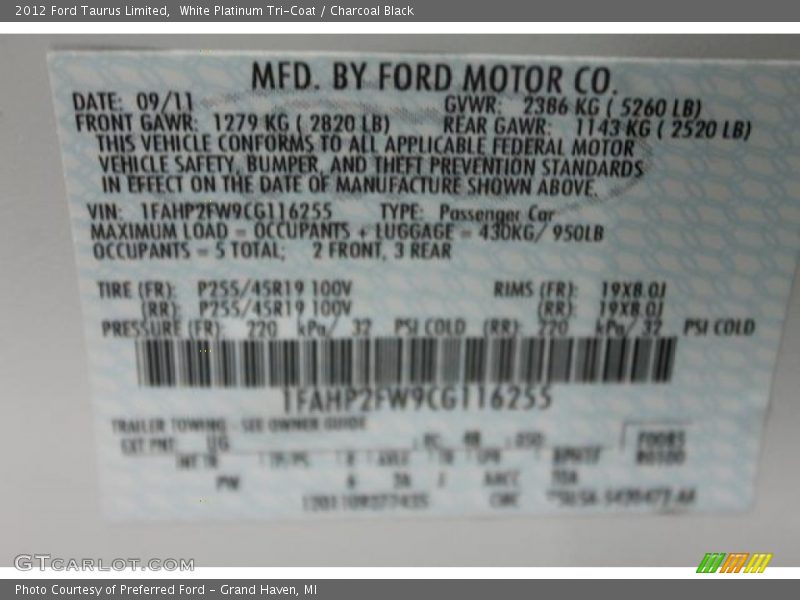 2012 Ford Taurus Limited, White Platinum Tri-Coat / Charcoal Black
MFD. BY FORD MOTOR CO.
DATE: 09/11 GVWR: 2386 KG ( 5260 LB)
FRONT GAWR: 1279 KG ( 2820 LB) REAR GAWR: 1143 KG ( 2520 LB)
THIS VEHICLE CONFORMS TO ALL APPLICABLE FEDERAL MOTOR
VEHICLE SAFETY, BUMPER, AND THEFT PREVENTION STANDARDS
IN EFFECT ON THE DATE OF MANUFACTURE SHOWN ABOVE.
VIN: 1FAHP2FW9CG116255 TYPE: Passenger Car
MAXIMUM LOAD = OCCUPANTS + LUGGAGE = 430KG/ 950LB
OCCUPANTS = 5 TOTAL; 2 FRONT, 3 REAR
TIRE (FR): P255/45R19 100V RIMS (FR): 19X8.0J
(RR): P255/45R19 100V (RR): 19X8.0J
PRESSURE (FR): 220 kPa/ 32 PSI COLD (RR): 220 kPa/ 32 PSI COLD
1FAHP2FW9CG116255
TRAILER TOWING - SEE OWNER GUIDE
EXT PNT: UG
GTCarLot.com
Photo Courtesy of Preferred Ford - Grand Haven, MI